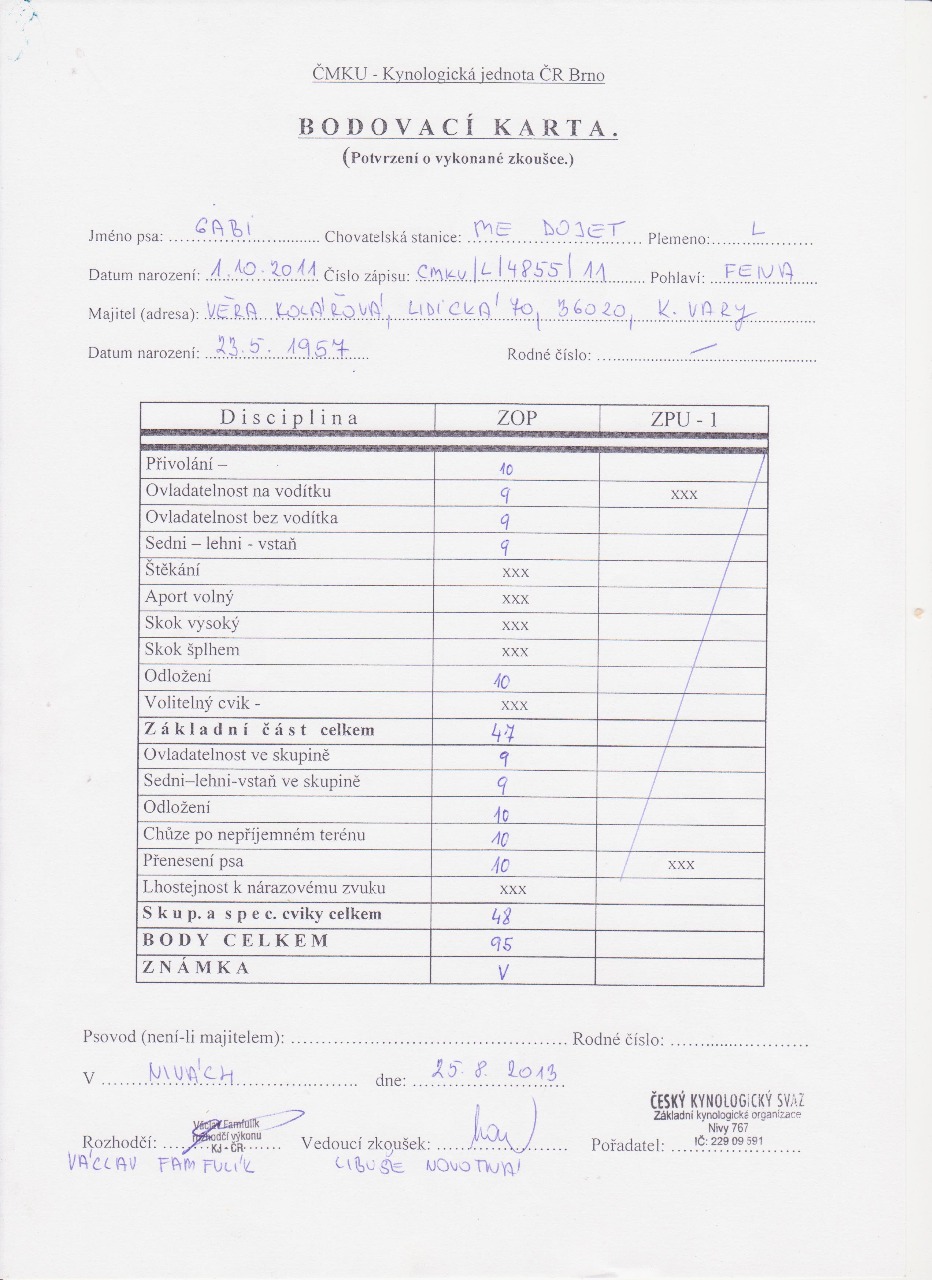 ČMKU - Kynologická jednota ČR Brno
BODOVACÍ KARTA.
(Potvrzení o vykonané zkoušce.)
Jméno psa: GABI Chovatelská stanice: ME DOJET Plemeno: L
Datum narození: 1.10.2011 Číslo zápisu: CMKU/L/4855/11 Pohlaví: FENA
Majitel (adresa): VĚRA KOLÁŘOVÁ, LIDICKÁ 70, 36020, K. VARY
Datum narození: 23.5. 1957 Rodné číslo: —
Disciplina ZOP ZPU - 1
Přivolání – 10
Ovladatelnost na vodítku 9 xxx
Ovladatelnost bez vodítka 9
Sedni – lehni - vstaň 9
Štěkání xxx
Aport volný xxx
Skok vysoký xxx
Skok šplhem xxx
Odložení 10
Volitelný cvik - xxx
Základní část celkem 47
Ovladatelnost ve skupině 9
Sedni–lehni-vstaň ve skupině 9
Odložení 10
Chůze po nepříjemném terénu 10
Přenesení psa 10 xxx
Lhostejnost k nárazovému zvuku xxx
Skup. a spec. cviky celkem 48
BODY CELKEM 95
ZNÁMKA V
Psovod (není-li majitelem): Rodné číslo:
V NIVÁCH dne: 25. 8. 2013
ČESKÝ KYNOLOGICKÝ SVAZ
Základní kynologická organizace
Nivy 767
IČ: 229 09 591
Václav Famfulík
rozhodčí výkonu
KJ - ČR
Rozhodčí: Vedoucí zkoušek: Pořadatel:
VÁCLAV FAMFULÍK LIBUŠE NOVOTNÁ